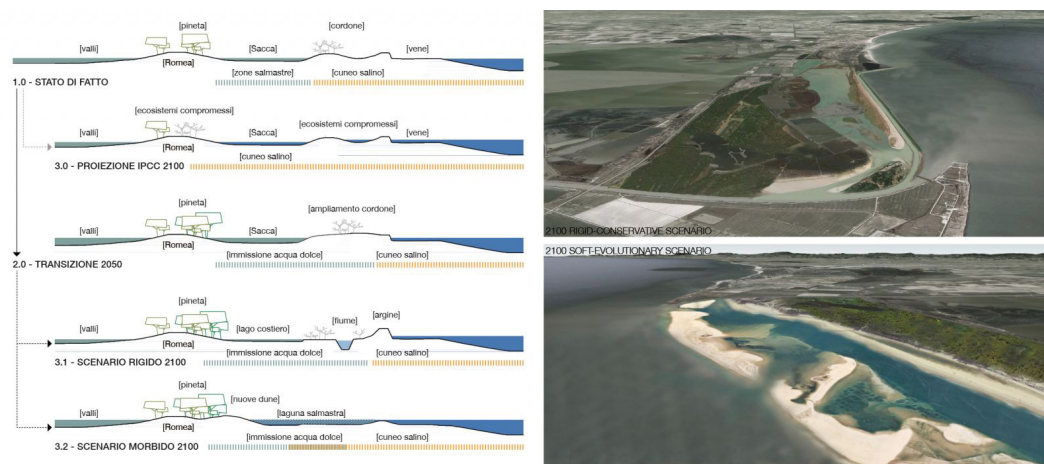 [pineta]
[cordone]
[valli]
[Sacca]
[vene]
[Romea]
[zone salmastre]
[cuneo salino]
1.0 - STATO DI FATTO
[ecosistemi compromessi]
[ecosistemi compromessi]
[valli]
[Sacca]
[vene]
[Romea]
[cuneo salino]
3.0 - PROIEZIONE IPCC 2100
[pineta]
[ampliamento cordone]
[valli]
[Sacca]
[Romea]
[immissione acqua dolce]
[cuneo salino]
2.0 - TRANSIZIONE 2050
[pineta]
[argine]
[fiume]
[valli]
[lago costiero]
[Romea]
[immissione acqua dolce]
[cuneo salino]
3.1 - SCENARIO RIGIDO 2100
[pineta]
[nuove dune]
[valli]
[laguna salmastra]
[Romea]
[immissione acqua dolce]
[cuneo salino]
3.2 - SCENARIO MORBIDO 2100
2100 RIGID-CONSERVATIVE SCENARIO
2100 SOFT-EVOLUTIONARY SCENARIO